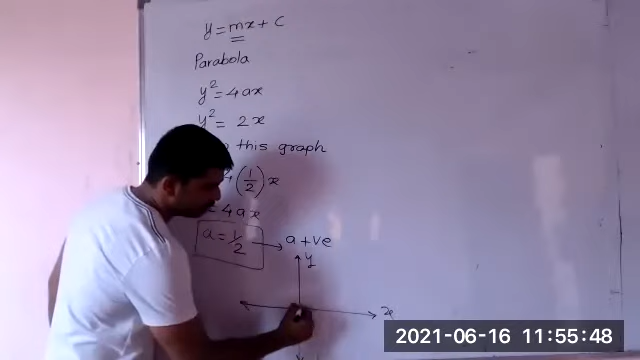 y = mx + c
Parabola
y² = 4ax
y² = 2x
this graph
(1/2) x
= 4ax
a = 1/2 → a +ve
y
x
2021-06-16 11:55:48